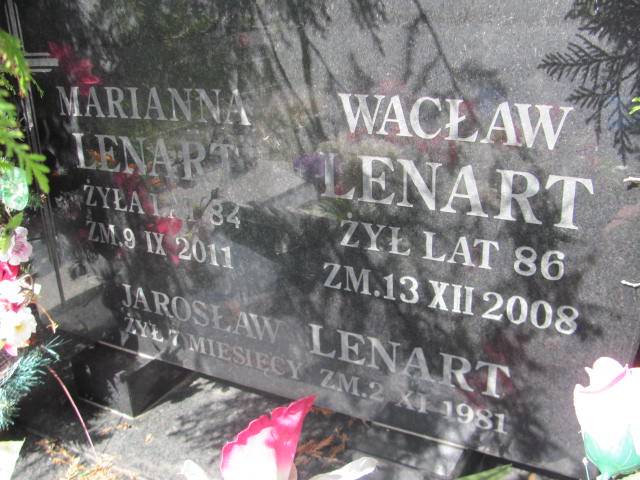 MARIANNA
LENART
ŻYŁA LAT 84
ZM.9 IX 2011
WACŁAW
LENART
ŻYŁ LAT 86
ZM.13 XII 2008
JAROSŁAW LENART
ŻYŁ 7 MIESIĘCY ZM.2 XI 1981